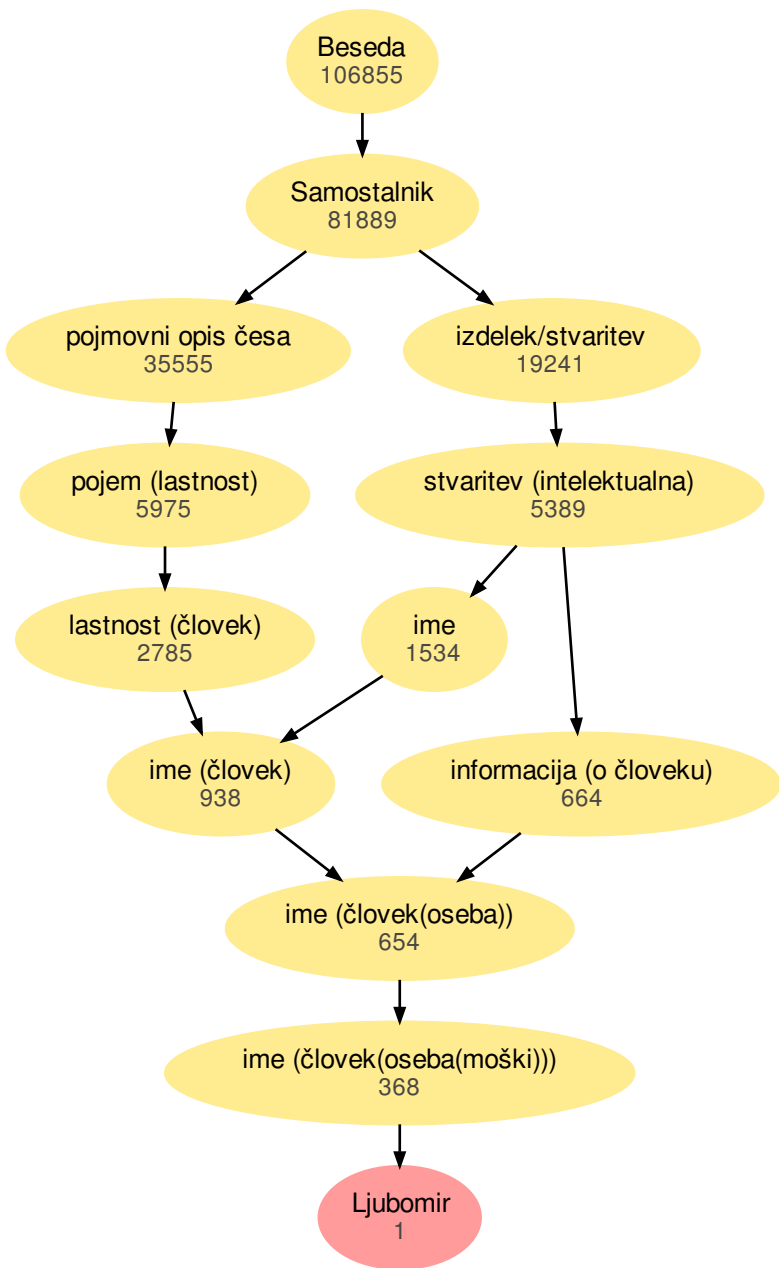 Beseda
106855
Samostalnik
81889
pojmovni opis česa
35555
izdelek/stvaritev
19241
pojem (lastnost)
5975
stvaritev (intelektualna)
5389
lastnost (človek)
2785
ime
1534
ime (človek)
938
informacija (o človeku)
664
ime (človek(oseba))
654
ime (človek(oseba(moški)))
368
Ljubomir
1